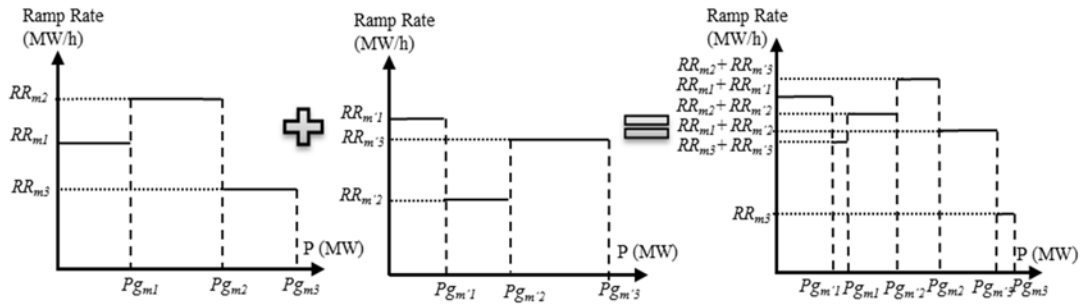 Ramp Rate
(MW/h)
RRm2
RRm1
RRm3
P (MW)
Pgm1 Pgm2 Pgm3
Ramp Rate
(MW/h)
RRm´1
RRm´3
RRm´2
P (MW)
Pgm´1 Pgm´2 Pgm´3
Ramp Rate
(MW/h)
RRm2 + RRm´3
RRm1 + RRm´1
RRm2 + RRm´2
RRm1 + RRm´2
RRm3 + RRm´3
RRm3
P (MW)
Pgm´1 Pgm1 Pgm´2 Pgm2 Pgm´3 Pgm3